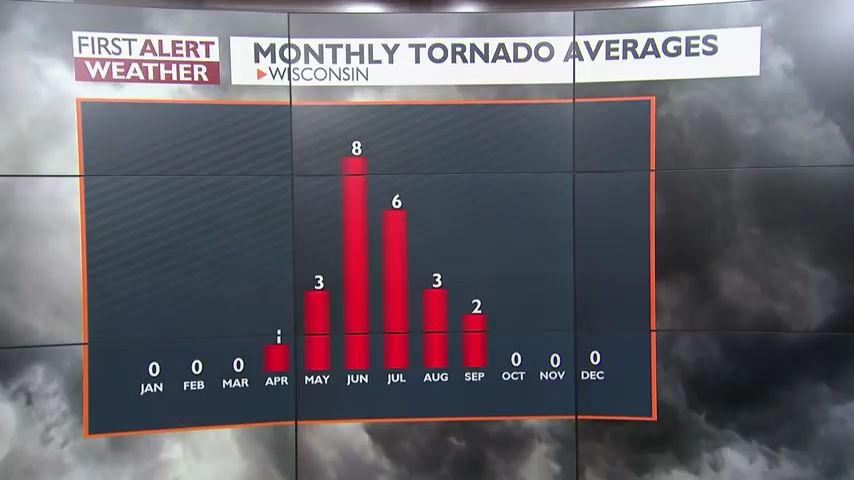 FIRST ALERT
WEATHER
MONTHLY TORNADO AVERAGES
WISCONSIN
8
6
3
3
2
1
0 0 0 0 0 0
JAN FEB MAR APR MAY JUN JUL AUG SEP OCT NOV DEC